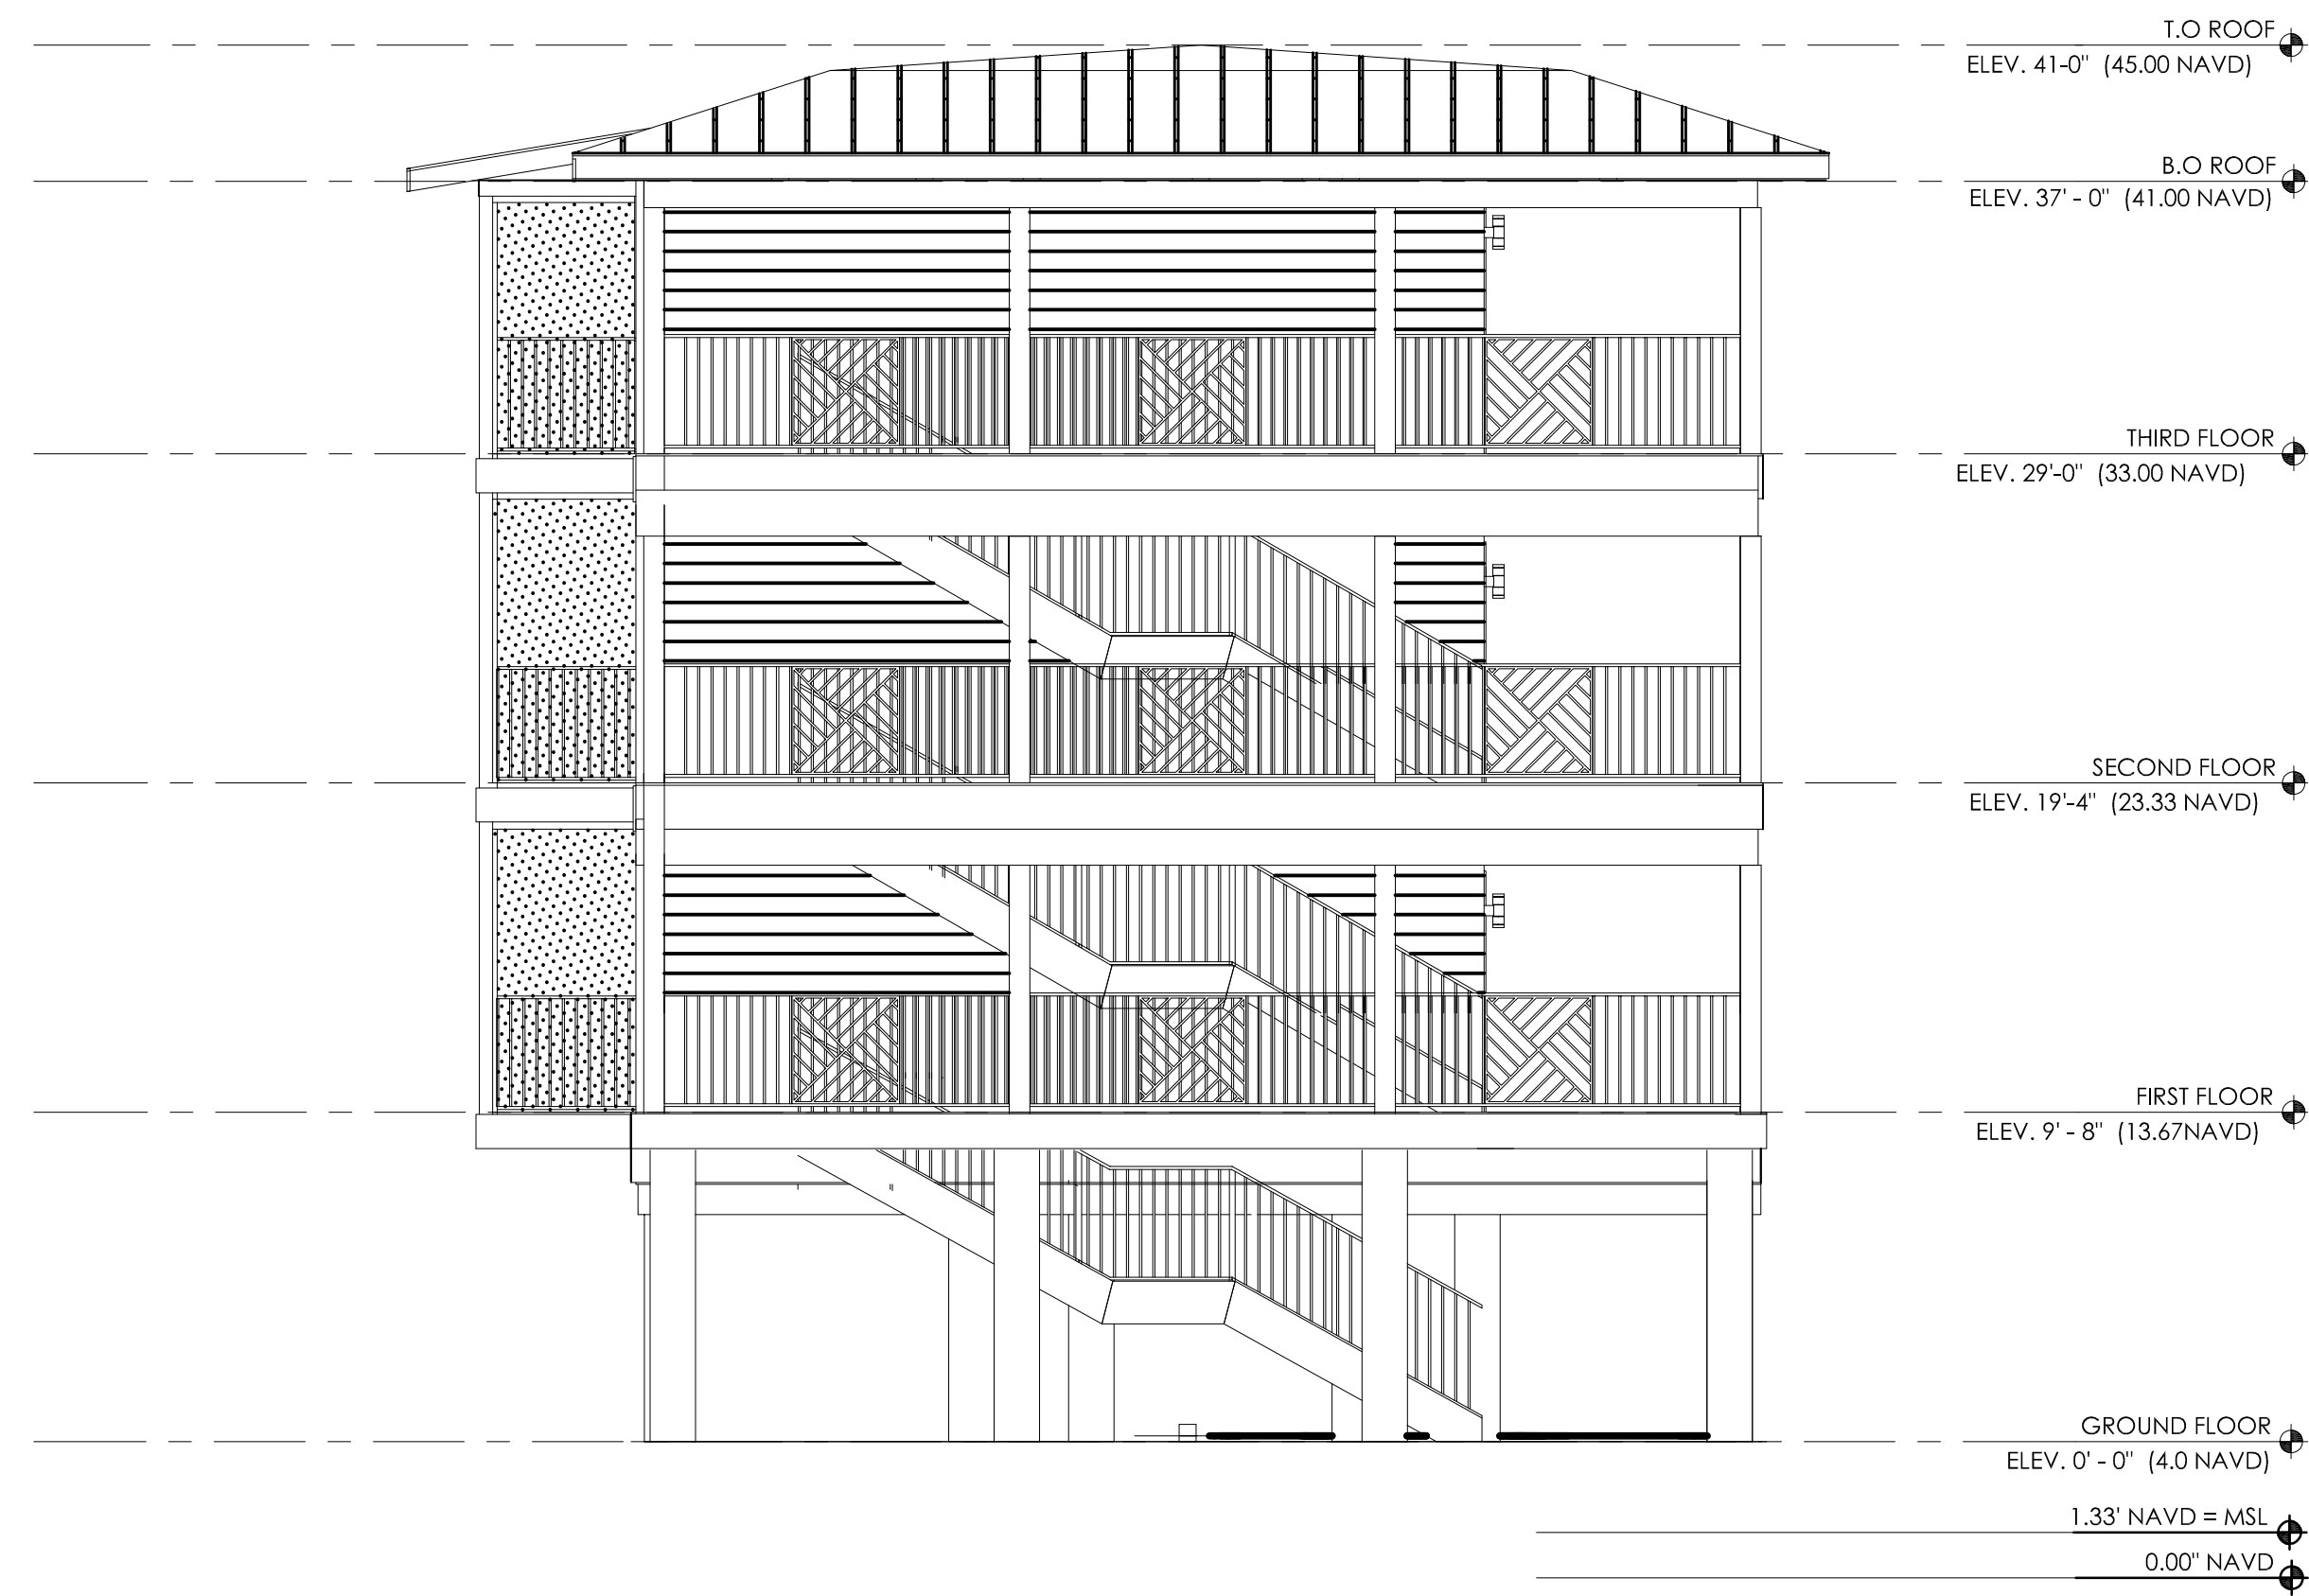 T.O ROOF
ELEV. 41-0" (45.00 NAVD)
B.O ROOF
ELEV. 37' - 0" (41.00 NAVD)
THIRD FLOOR
ELEV. 29'-0" (33.00 NAVD)
SECOND FLOOR
ELEV. 19'-4" (23.33 NAVD)
FIRST FLOOR
ELEV. 9' - 8" (13.67NAVD)
GROUND FLOOR
ELEV. 0' - 0" (4.0 NAVD)
1.33' NAVD = MSL
0.00" NAVD